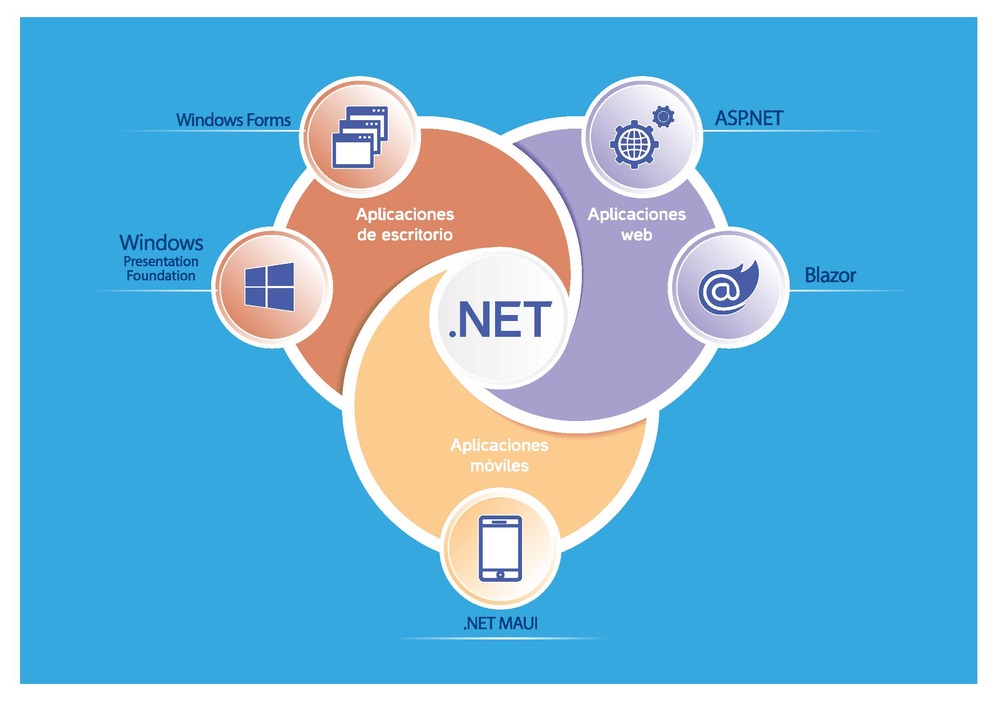 Windows Forms
ASP.NET
Aplicaciones
de escritorio
Aplicaciones
web
Windows
Presentation
Foundation
Blazor
.NET
Aplicaciones
móviles
.NET MAUI